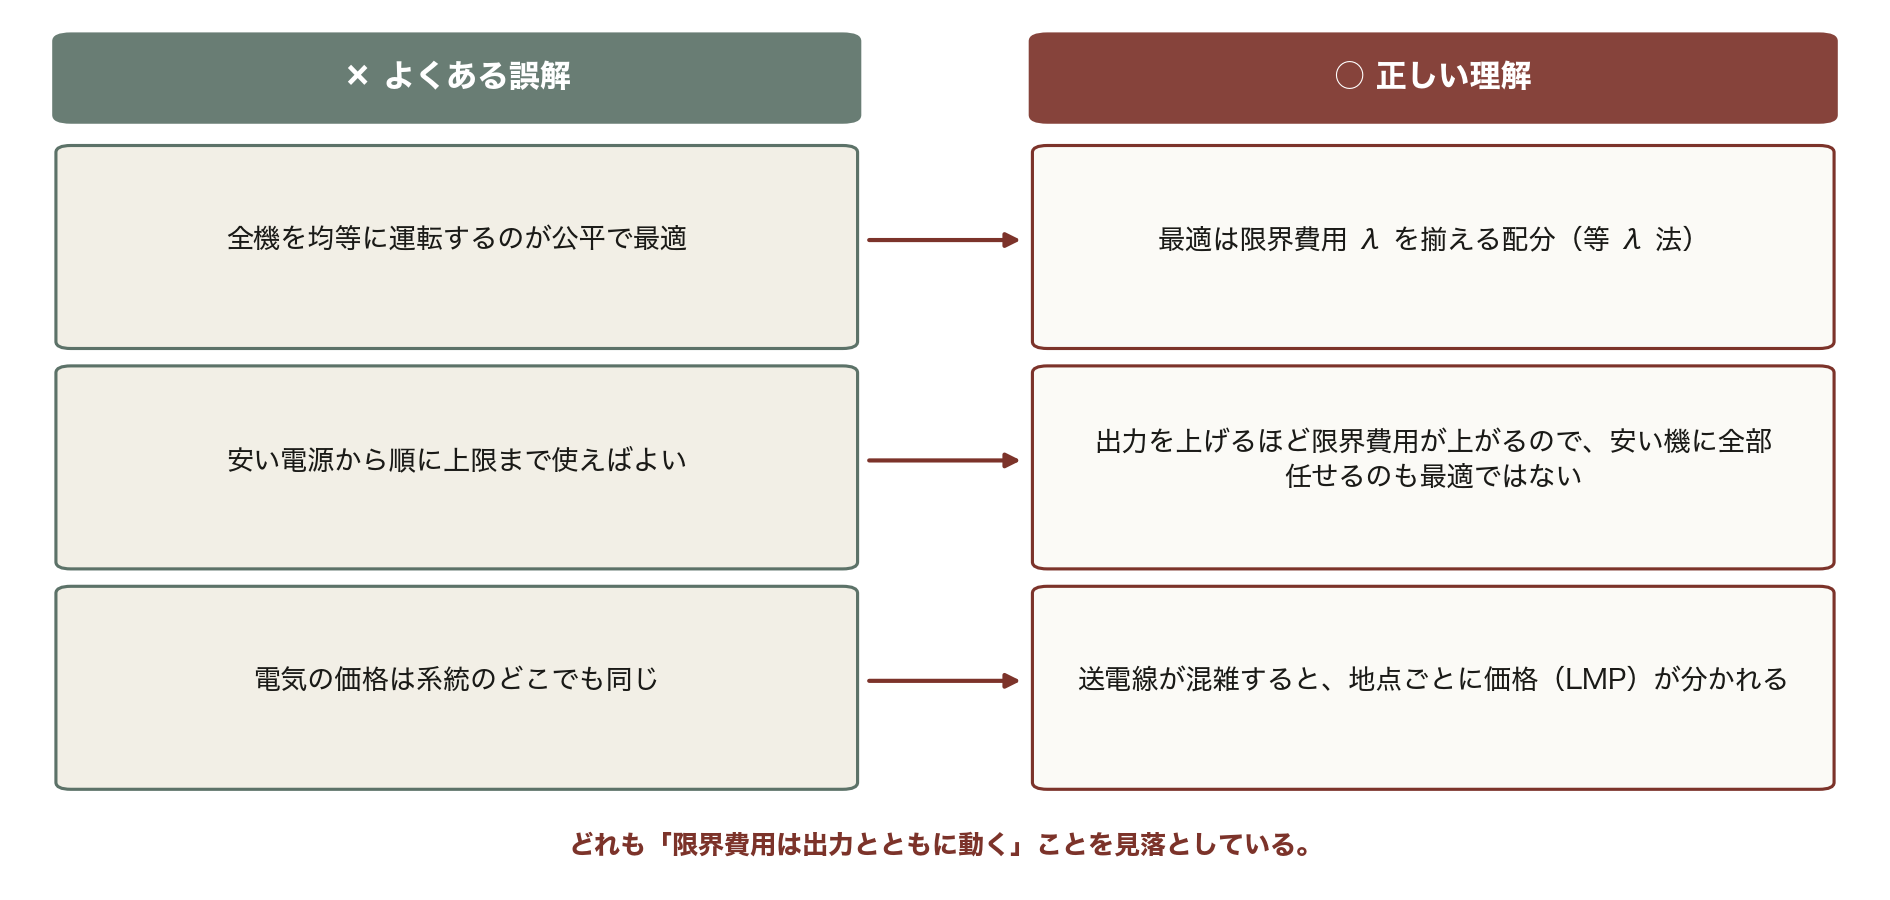 × よくある誤解
○ 正しい理解
全機を均等に運転するのが公平で最適
最適は限界費用 λ を揃える配分（等 λ 法）
安い電源から順に上限まで使えばよい
出力を上げるほど限界費用が上がるので、安い機に全部
任せるのも最適ではない
電気の価格は系統のどこでも同じ
送電線が混雑すると、地点ごとに価格（LMP）が分かれる
どれも「限界費用は出力とともに動く」ことを見落としている。